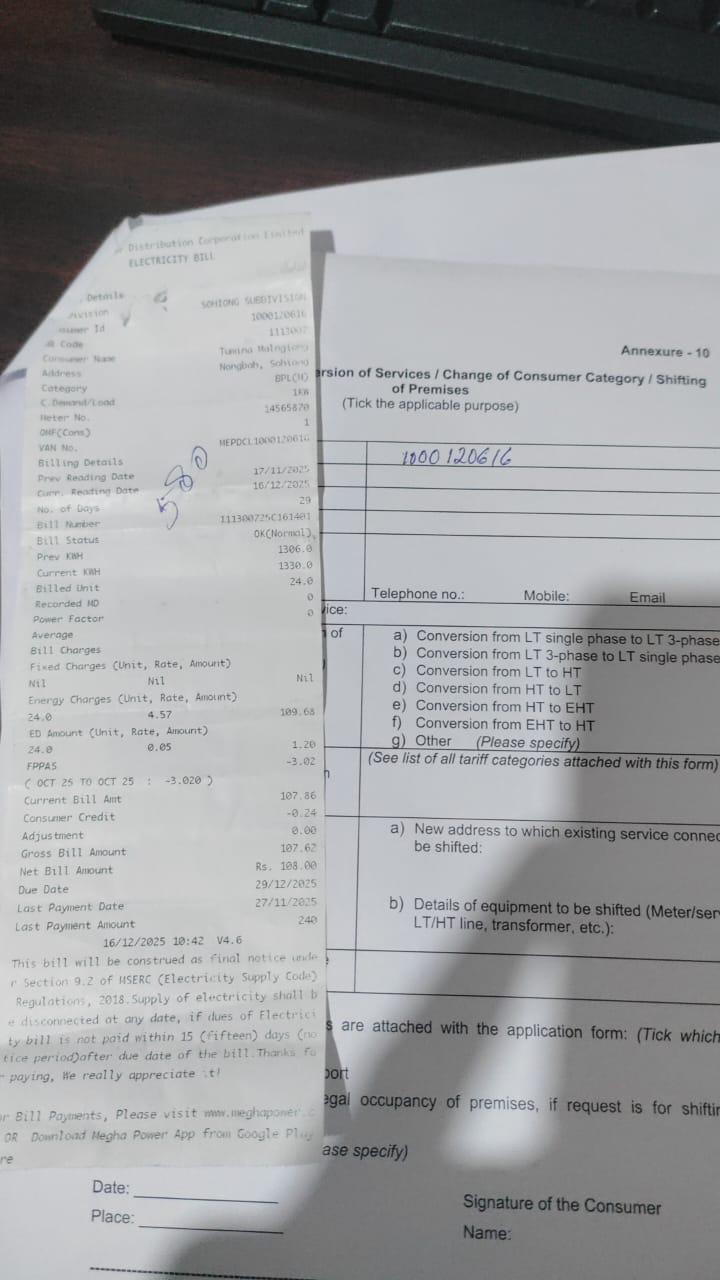 Distribution Corporation Limited
ELECTRICITY BILL
Details
SOHIONG SUBDIVISION
Id 1000120616
Code
Consumer Name
Address Nongbah, Sohiong
Category BPL(M)
C.Demand/Load 1KW
Meter No. 14565870
OMF(Cons) 1
VAN No. MEPDCL1000120616
Billing Details
Prev Reading Date 17/11/2025
Curr. Reading Date 16/12/2025
No. of Days 29
Bill Number 111300725C161401
Bill Status OK(Normal)
Prev KWH 1306.0
Current KWH 1330.0
Billed Unit 24.0
Recorded MD 0
Power Factor 0
Average
Bill Charges
Fixed Charges (Unit, Rate, Amount)
Nil Nil Nil
Energy Charges (Unit, Rate, Amount)
24.0 4.57 109.68
ED Amount (Unit, Rate, Amount)
24.0 0.05 1.20
FPPAS -3.02
( OCT 25 TO OCT 25 : -3.020 )
Current Bill Amt 107.86
Consumer Credit -0.24
Adjustment 0.00
Gross Bill Amount 107.62
Net Bill Amount Rs. 108.00
Due Date 29/12/2025
Last Payment Date 27/11/2025
Last Payment Amount 240
16/12/2025 10:42 V4.6
This bill will be construed as final notice unde
r Section 9.2 of MSERC (Electricity Supply Code)
Regulations, 2018.Supply of electricity shall b
e disconnected at any date, if dues of Electrici
ty bill is not paid within 15 (fifteen) days (no
tice period)after due date of the bill.Thanks fo
r paying, We really appreciate it!
or Bill Payments, Please visit www.meghapower.c
OR Download Megha Power App from Google Play
re
Annexure - 10
ersion of Services / Change of Consumer Category / Shifting
of Premises
(Tick the applicable purpose)
1000120616
Telephone no.: Mobile: Email
vice:
of
a) Conversion from LT single phase to LT 3-phase
b) Conversion from LT 3-phase to LT single phase
c) Conversion from LT to HT
d) Conversion from HT to LT
e) Conversion from HT to EHT
f) Conversion from EHT to HT
g) Other (Please specify)
(See list of all tariff categories attached with this form)
a) New address to which existing service connec
be shifted:
b) Details of equipment to be shifted (Meter/ser
LT/HT line, transformer, etc.):
s are attached with the application form: (Tick which
port
egal occupancy of premises, if request is for shiftin
ase specify)
Date:
Place:
Signature of the Consumer
Name: